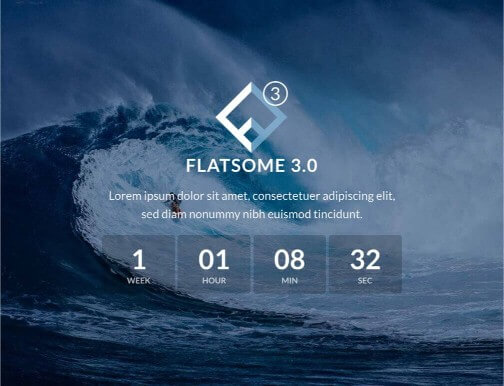 3
FLATSOME 3.0
Lorem ipsum dolor sit amet, consectetuer adipiscing elit,
sed diam nonummy nibh euismod tincidunt.
1 01 08 32
WEEK HOUR MIN SEC